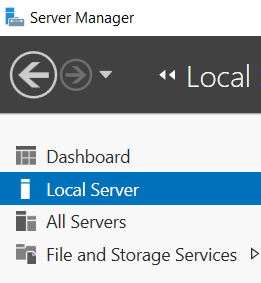 Server Manager
Local
Dashboard
Local Server
All Servers
File and Storage Services